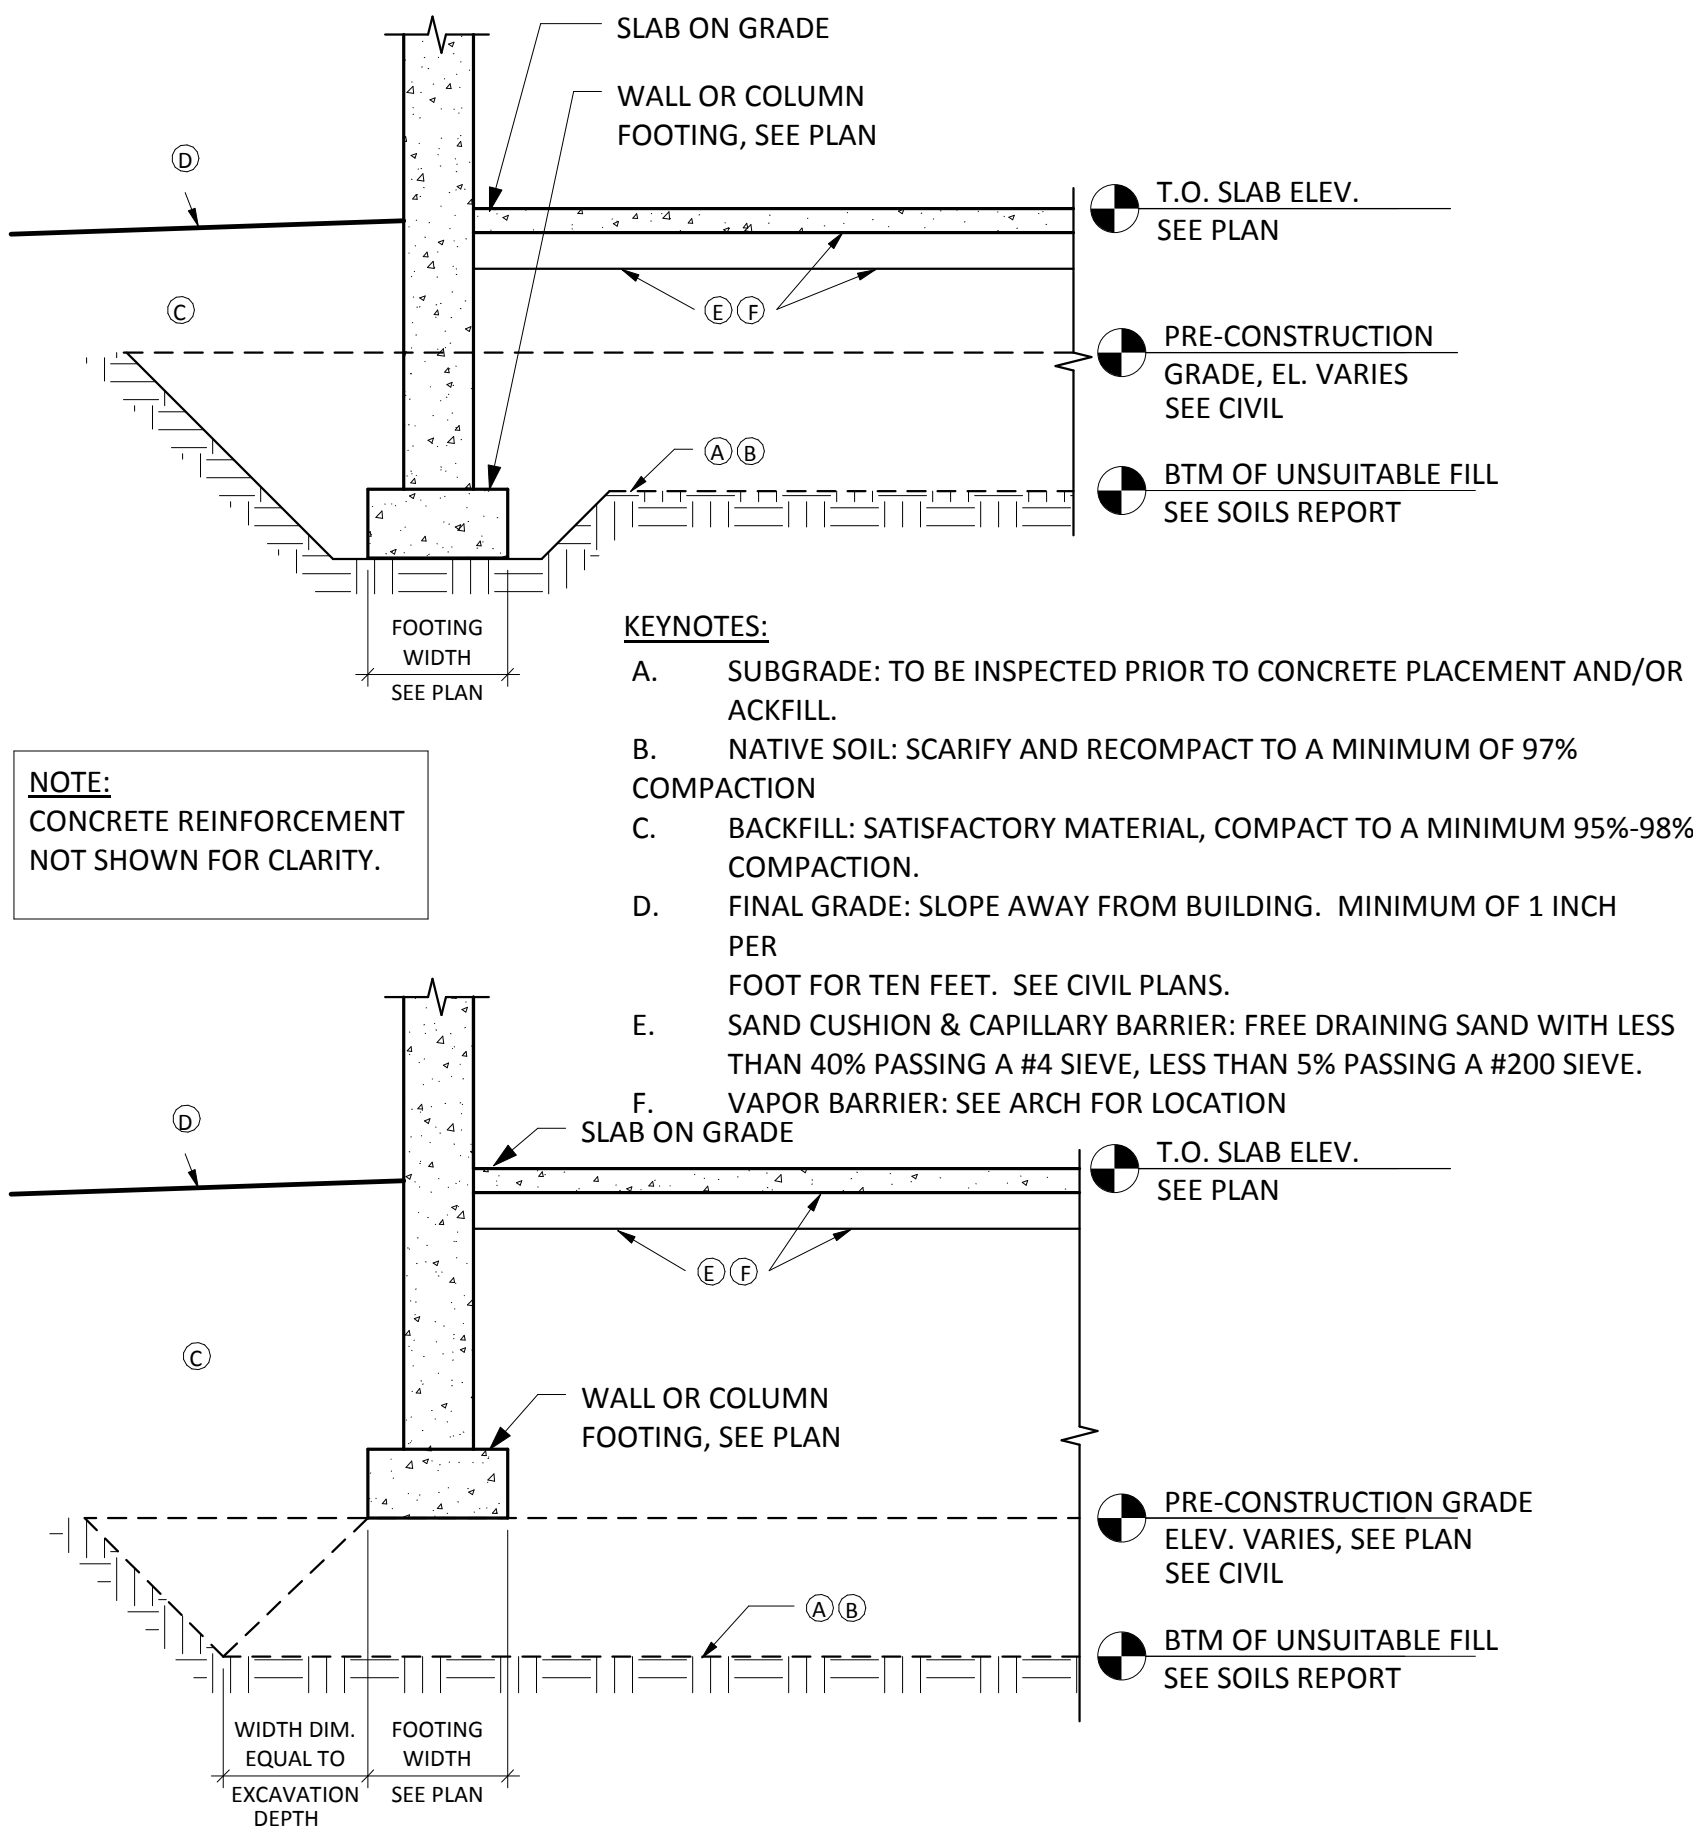 SLAB ON GRADE
WALL OR COLUMN
FOOTING, SEE PLAN
D
T.O. SLAB ELEV.
SEE PLAN
C
E F
PRE-CONSTRUCTION
GRADE, EL. VARIES
SEE CIVIL
A B
BTM OF UNSUITABLE FILL
SEE SOILS REPORT
FOOTING
WIDTH
SEE PLAN
KEYNOTES:
A. SUBGRADE: TO BE INSPECTED PRIOR TO CONCRETE PLACEMENT AND/OR
ACKFILL.
B. NATIVE SOIL: SCARIFY AND RECOMPACT TO A MINIMUM OF 97%
COMPACTION
C. BACKFILL: SATISFACTORY MATERIAL, COMPACT TO A MINIMUM 95%-98%
COMPACTION.
D. FINAL GRADE: SLOPE AWAY FROM BUILDING. MINIMUM OF 1 INCH
PER
FOOT FOR TEN FEET. SEE CIVIL PLANS.
E. SAND CUSHION & CAPILLARY BARRIER: FREE DRAINING SAND WITH LESS
THAN 40% PASSING A #4 SIEVE, LESS THAN 5% PASSING A #200 SIEVE.
F. VAPOR BARRIER: SEE ARCH FOR LOCATION
NOTE:
CONCRETE REINFORCEMENT
NOT SHOWN FOR CLARITY.
SLAB ON GRADE
D
T.O. SLAB ELEV.
SEE PLAN
E F
C
WALL OR COLUMN
FOOTING, SEE PLAN
PRE-CONSTRUCTION GRADE
ELEV. VARIES, SEE PLAN
SEE CIVIL
A B
BTM OF UNSUITABLE FILL
SEE SOILS REPORT
WIDTH DIM.
EQUAL TO
EXCAVATION
DEPTH
FOOTING
WIDTH
SEE PLAN